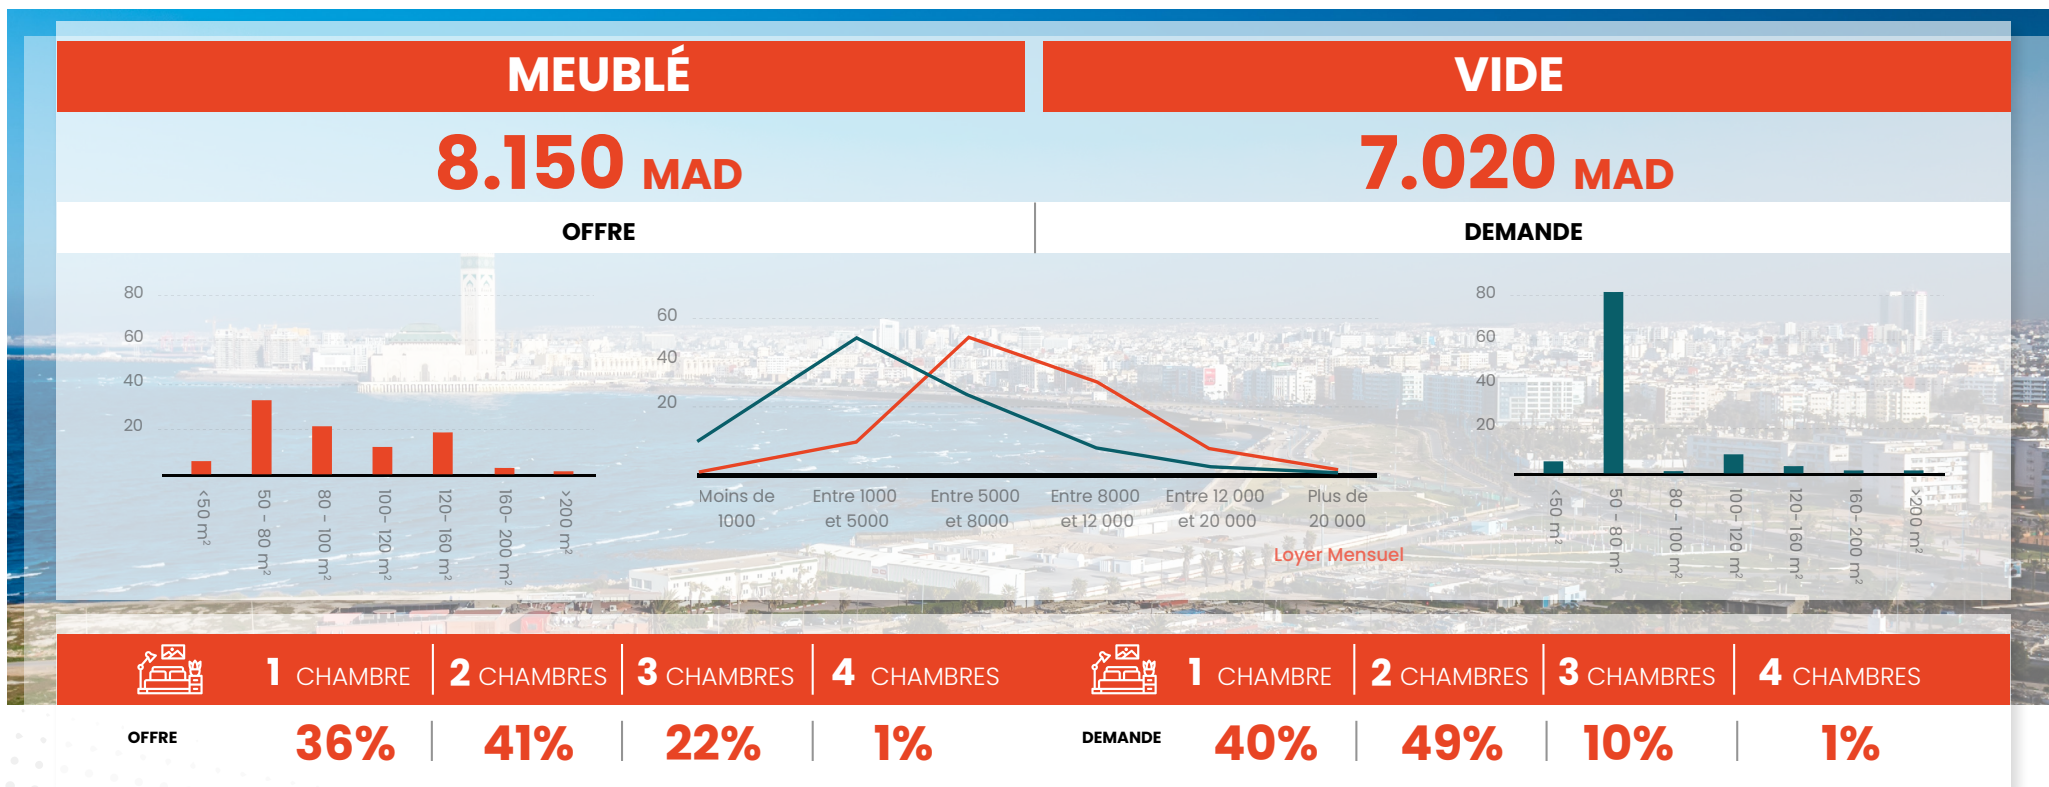 MEUBLÉ
VIDE
8.150 MAD
7.020 MAD
OFFRE
DEMANDE
80
60
40
20
<50 m²
50 - 80 m²
80 - 100 m²
100- 120 m²
120- 160 m²
160- 200 m²
>200 m²
60
40
20
Moins de
1000
Entre 1000
et 5000
Entre 5000
et 8000
Entre 8000
et 12 000
Entre 12 000
et 20 000
Plus de
20 000
Loyer Mensuel
80
60
40
20
<50 m²
50 - 80 m²
80 - 100 m²
100- 120 m²
120- 160 m²
160- 200 m²
>200 m²
1 CHAMBRE
2 CHAMBRES
3 CHAMBRES
4 CHAMBRES
1 CHAMBRE
2 CHAMBRES
3 CHAMBRES
4 CHAMBRES
OFFRE
36%
41%
22%
1%
DEMANDE
40%
49%
10%
1%